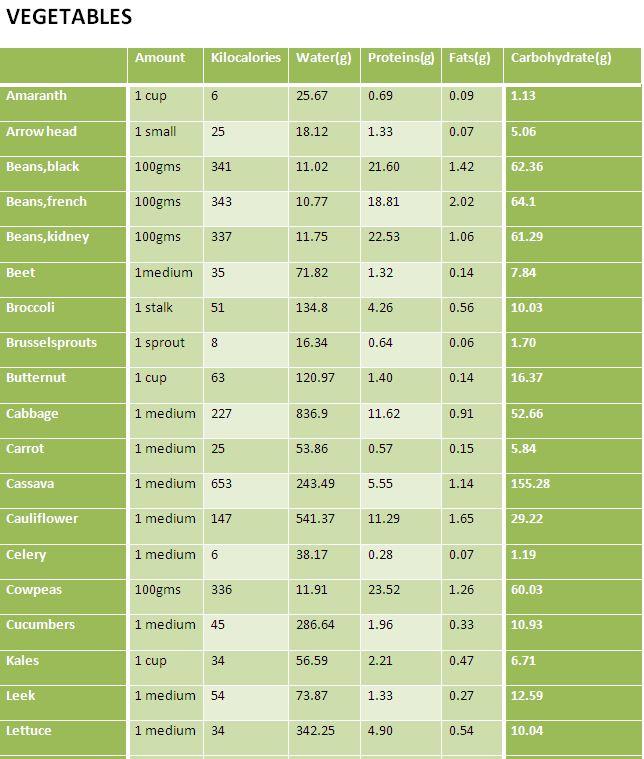 VEGETABLES
Amount Kilocalories Water(g) Proteins(g) Fats(g) Carbohydrate(g)
Amaranth 1 cup 6 25.67 0.69 0.09 1.13
Arrow head 1 small 25 18.12 1.33 0.07 5.06
Beans,black 100gms 341 11.02 21.60 1.42 62.36
Beans,french 100gms 343 10.77 18.81 2.02 64.1
Beans,kidney 100gms 337 11.75 22.53 1.06 61.29
Beet 1medium 35 71.82 1.32 0.14 7.84
Broccoli 1 stalk 51 134.8 4.26 0.56 10.03
Brusselsprouts 1 sprout 8 16.34 0.64 0.06 1.70
Butternut 1 cup 63 120.97 1.40 0.14 16.37
Cabbage 1 medium 227 836.9 11.62 0.91 52.66
Carrot 1 medium 25 53.86 0.57 0.15 5.84
Cassava 1 medium 653 243.49 5.55 1.14 155.28
Cauliflower 1 medium 147 541.37 11.29 1.65 29.22
Celery 1 medium 6 38.17 0.28 0.07 1.19
Cowpeas 100gms 336 11.91 23.52 1.26 60.03
Cucumbers 1 medium 45 286.64 1.96 0.33 10.93
Kales 1 cup 34 56.59 2.21 0.47 6.71
Leek 1 medium 54 73.87 1.33 0.27 12.59
Lettuce 1 medium 34 342.25 4.90 0.54 10.04